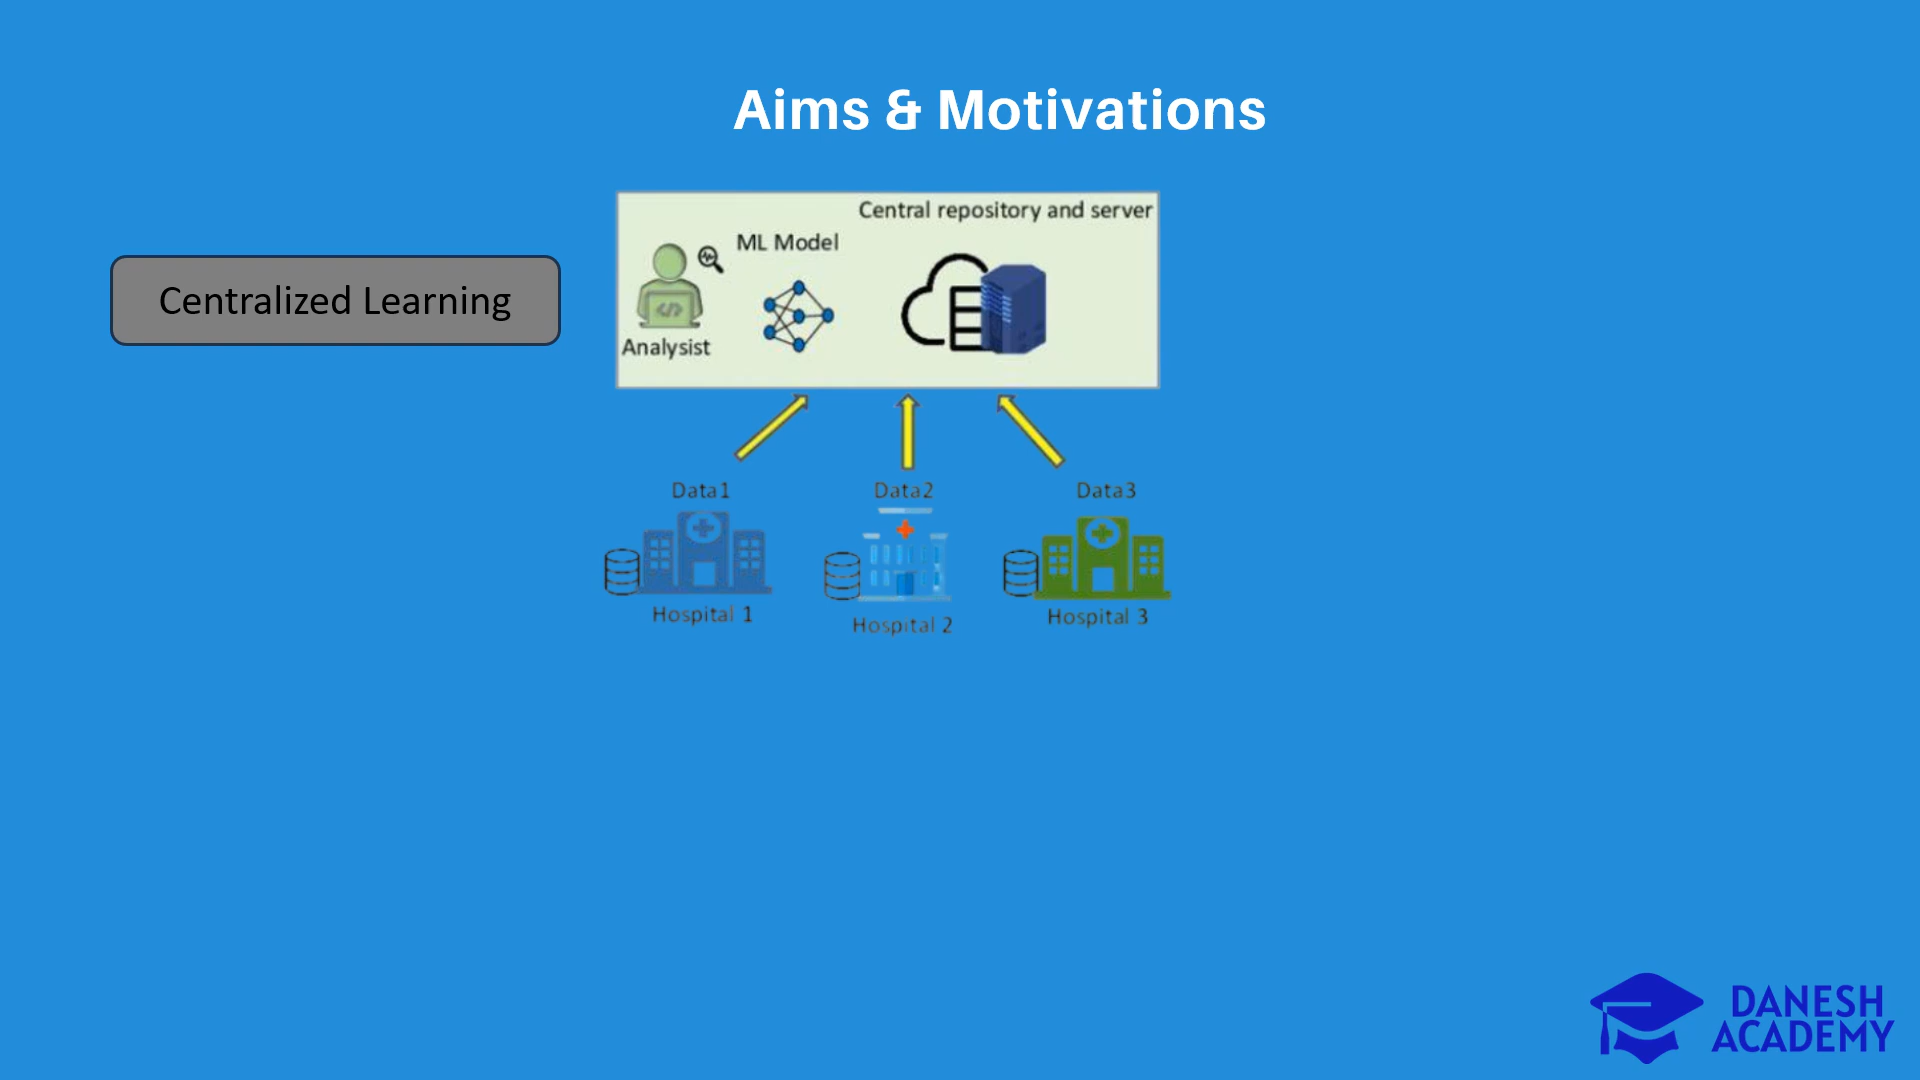 Aims & Motivations
Central repository and server
ML Model
Centralized Learning
Analysist
Data1
Data2
Data3
Hospital 1
Hospital 2
Hospital 3
DANESH
ACADEMY